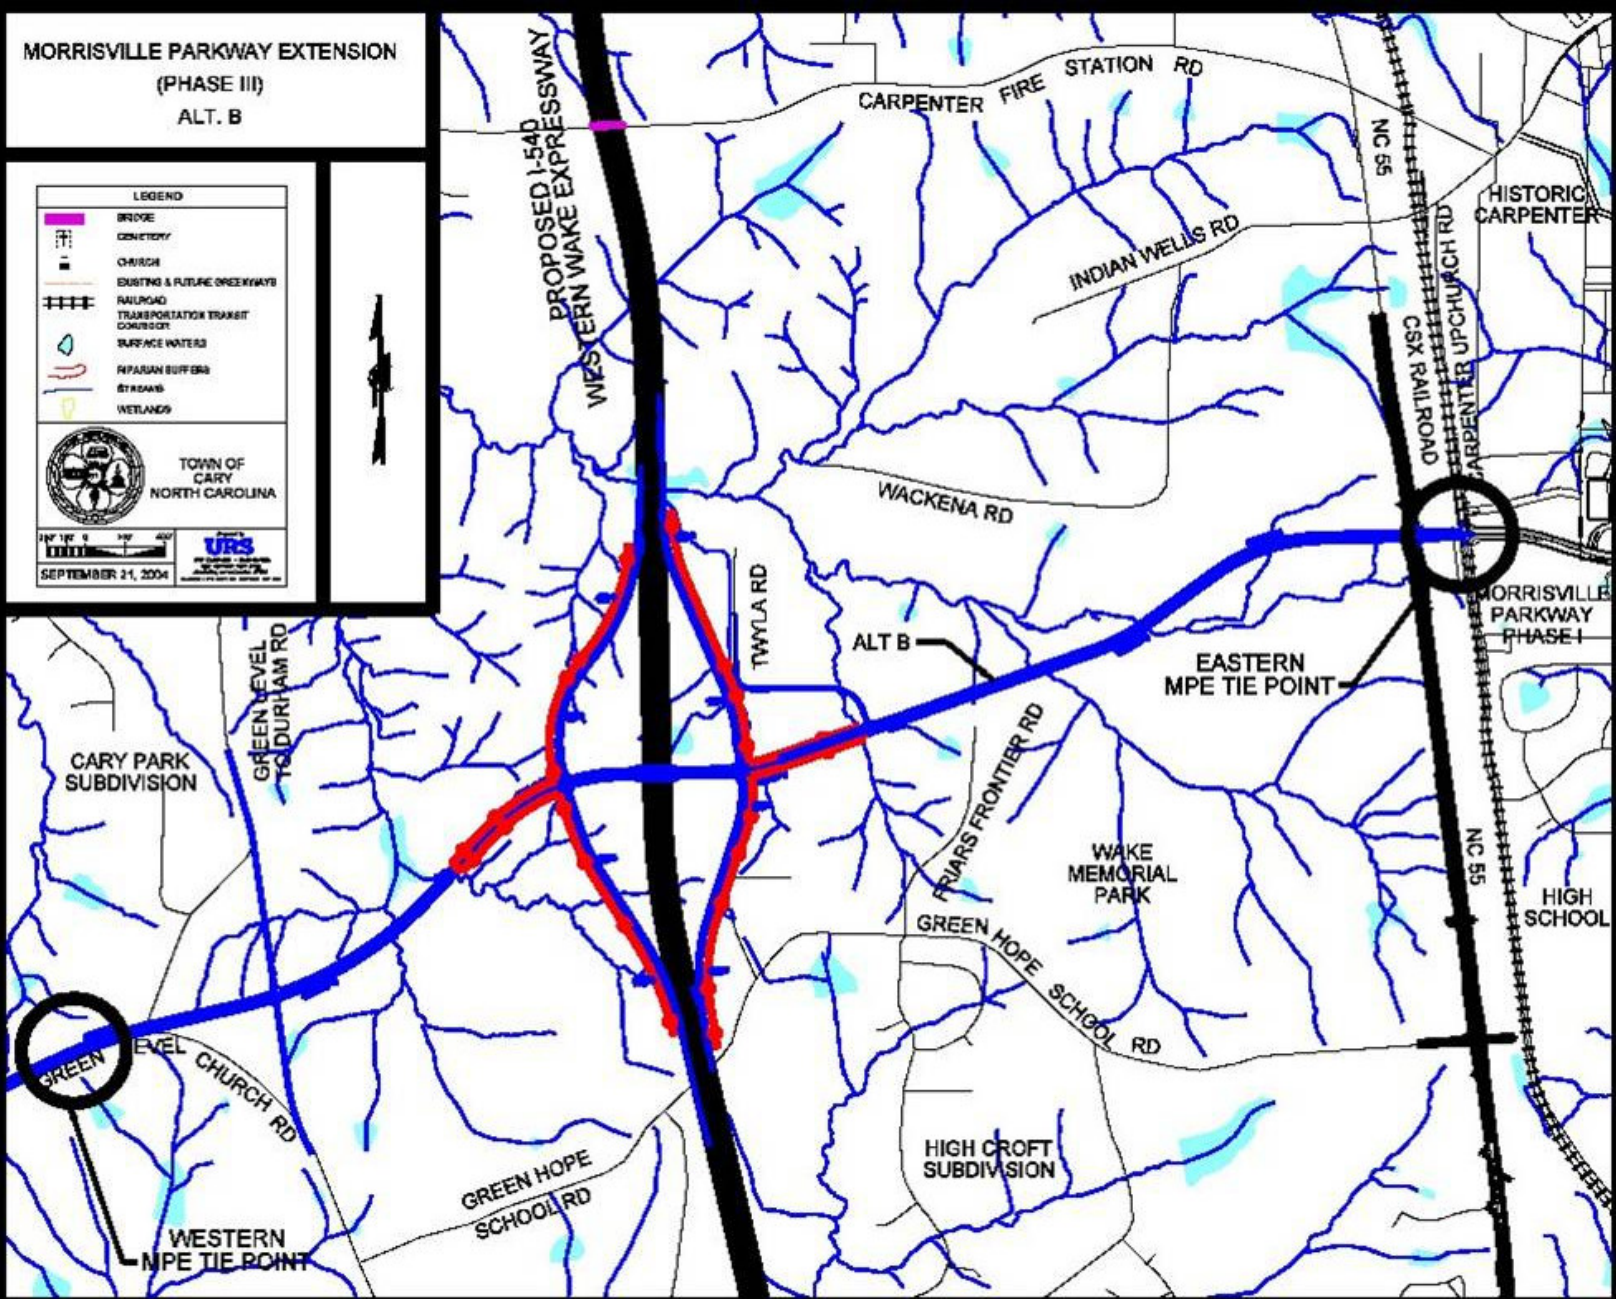 MORRISVILLE PARKWAY EXTENSION
(PHASE III)
ALT. B
LEGEND
BRIDGE
CEMETERY
CHURCH
EXISTING & FUTURE GREENWAYS
RAILROAD
TRANSPORTATION TRANSIT
CORRIDOR
SURFACE WATERS
RIPARIAN BUFFERS
STREAMS
WETLANDS
TOWN OF
CARY
NORTH CAROLINA
URS
SEPTEMBER 21, 2004
PROPOSED I-540
WESTERN WAKE EXPRESSWAY
CARPENTER FIRE STATION RD
NC 55
HISTORIC
CARPENTER
INDIAN WELLS RD
CARPENTER UPCHURCH RD
CSX RAILROAD
WACKENA RD
TWYLA RD
ALT B
MORRISVILLE
PARKWAY
PHASE I
EASTERN
MPE TIE POINT
GREEN LEVEL
TO DURHAM RD
CARY PARK
SUBDIVISION
FRIARS FRONTIER RD
WAKE
MEMORIAL
PARK
NC 55
HIGH
SCHOOL
GREEN HOPE SCHOOL RD
GREEN EVEL CHURCH RD
HIGH CROFT
SUBDIVISION
GREEN HOPE
SCHOOL RD
WESTERN
MPE TIE POINT